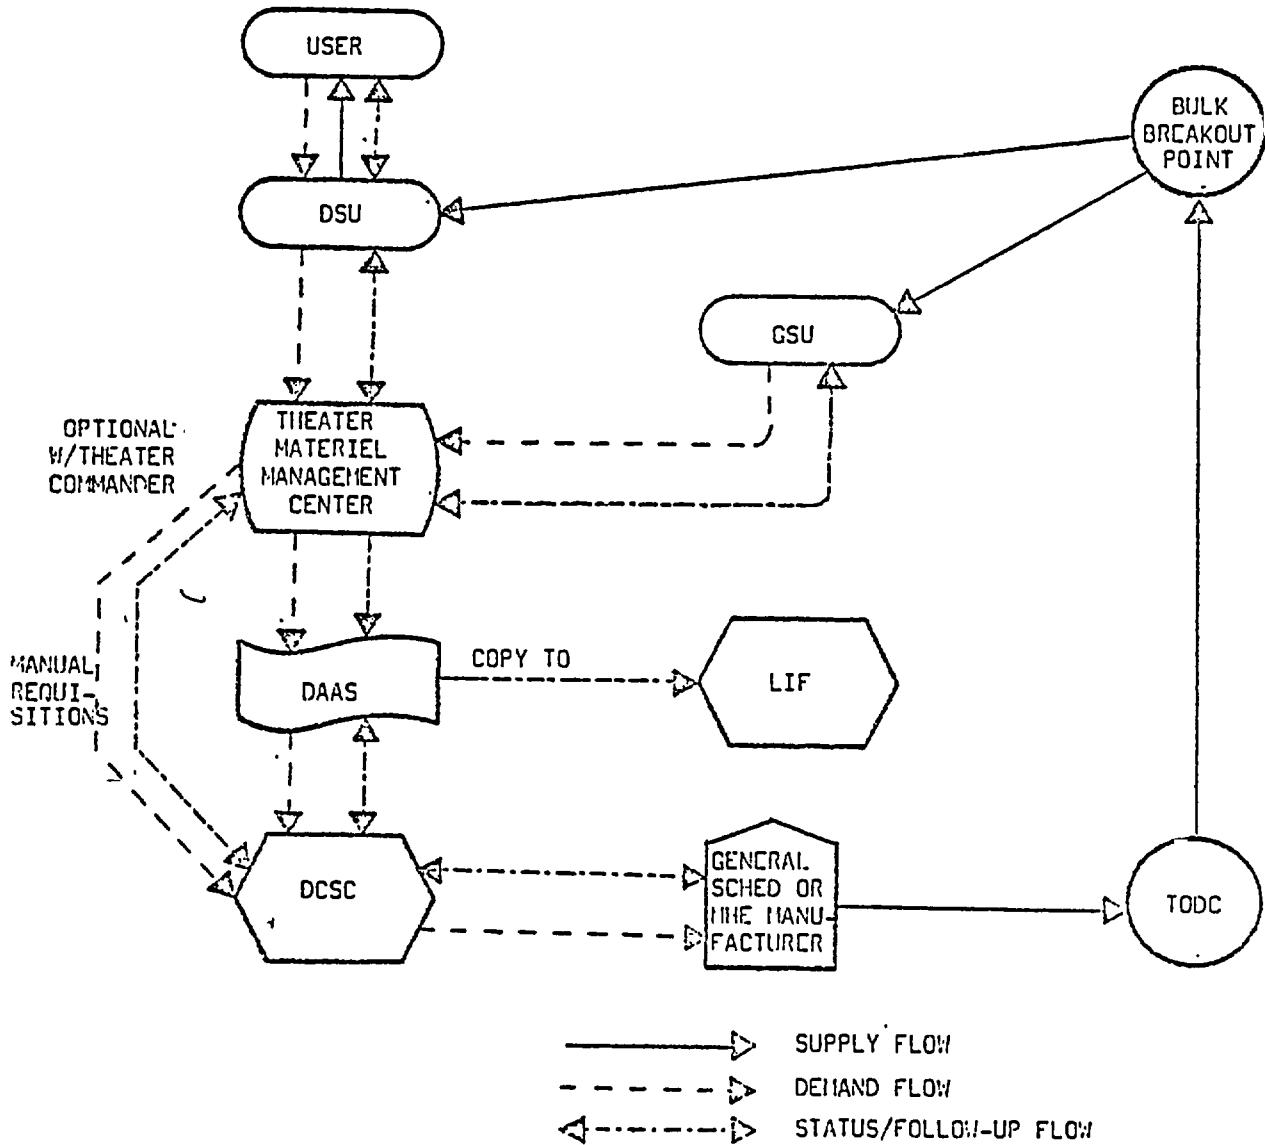 USER
BULK
BREAKOUT
POINT
DSU
GSU
OPTIONAL
W/THEATER
COMMANDER
THEATER
MATERIEL
MANAGEMENT
CENTER
MANUAL
REQUI-
SITIONS
DAAS
COPY TO
LIF
DCSC
GENERAL
SCHED OR
MHE MANU-
FACTURER
TODC
SUPPLY FLOW
DEMAND FLOW
STATUS/FOLLOW-UP FLOW